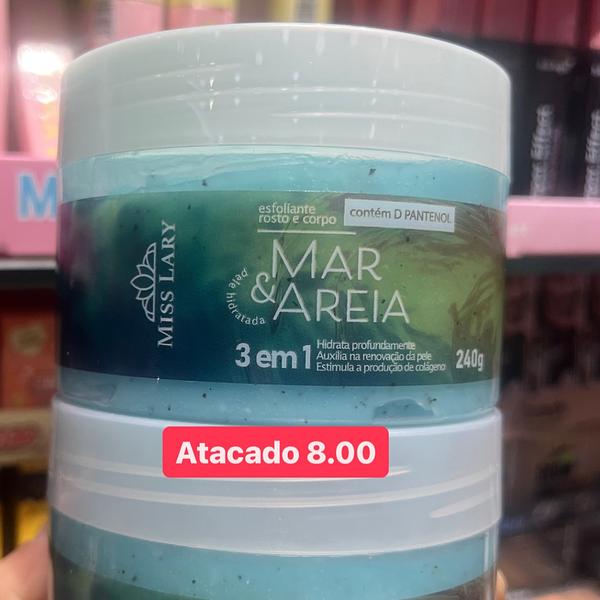 esfoliante
rosto e corpo
contém D PANTENOL
MISS LARY
MAR
& AREIA
pele hidratada
3 em 1
Hidrata profundamente
Auxilia na renovação da pele
Estimula a produção de colágeno
240g
Atacado 8.00
M
Effect